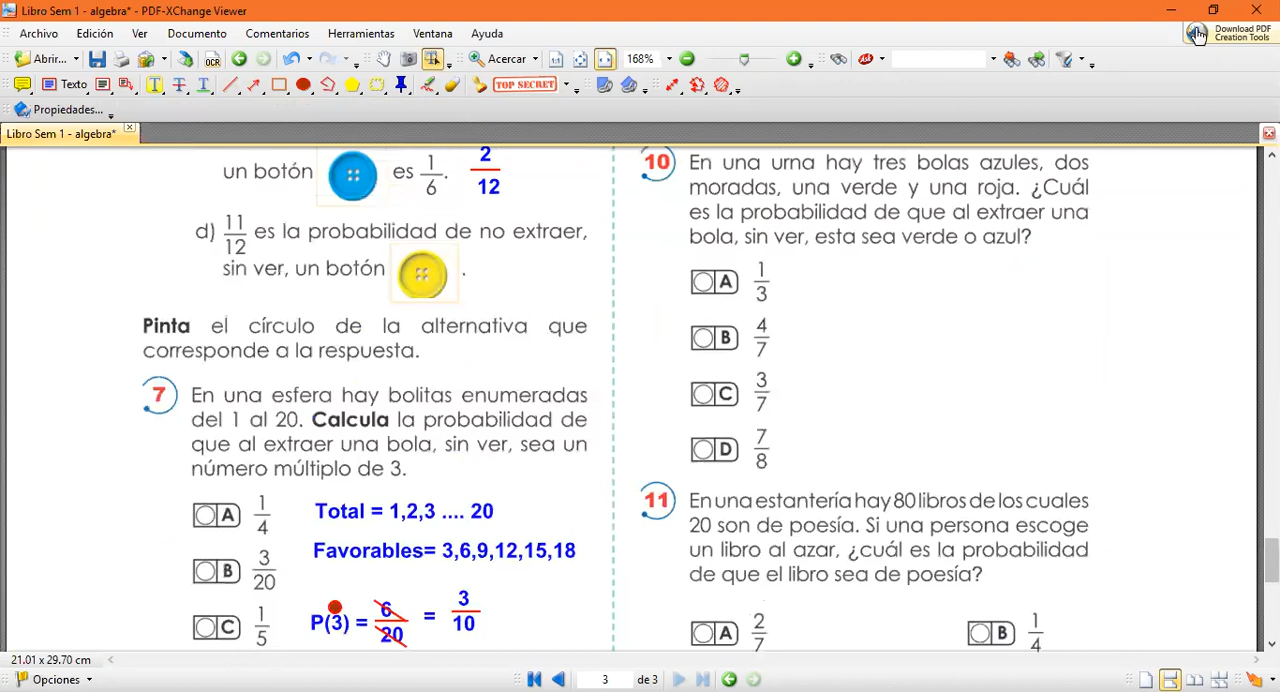 Libro Sem 1 - algebra* - PDF-XChange Viewer
Archivo Edición Ver Documento Comentarios Herramientas Ventana Ayuda
Download PDF
Creation Tools
Abrir... OCR Acercar 168%
Texto TOP SECRET
Propiedades...
Libro Sem 1 - algebra*
un botón es 1/6. 2/12
d) 11/12 es la probabilidad de no extraer,
sin ver, un botón .
Pinta el círculo de la alternativa que
corresponde a la respuesta.
7 En una esfera hay bolitas enumeradas
del 1 al 20. Calcula la probabilidad de
que al extraer una bola, sin ver, sea un
número múltiplo de 3.
A 1/4 Total = 1,2,3 .... 20
Favorables= 3,6,9,12,15,18
B 3/20
C 1/5 P(3) = 6/20 = 3/10
10 En una urna hay tres bolas azules, dos
moradas, una verde y una roja. ¿Cuál
es la probabilidad de que al extraer una
bola, sin ver, esta sea verde o azul?
A 1/3
B 4/7
C 3/7
D 7/8
11 En una estantería hay 80 libros de los cuales
20 son de poesía. Si una persona escoge
un libro al azar, ¿cuál es la probabilidad
de que el libro sea de poesía?
A 2/7 B 1/4
21.01 x 29.70 cm
Opciones 3 de 3